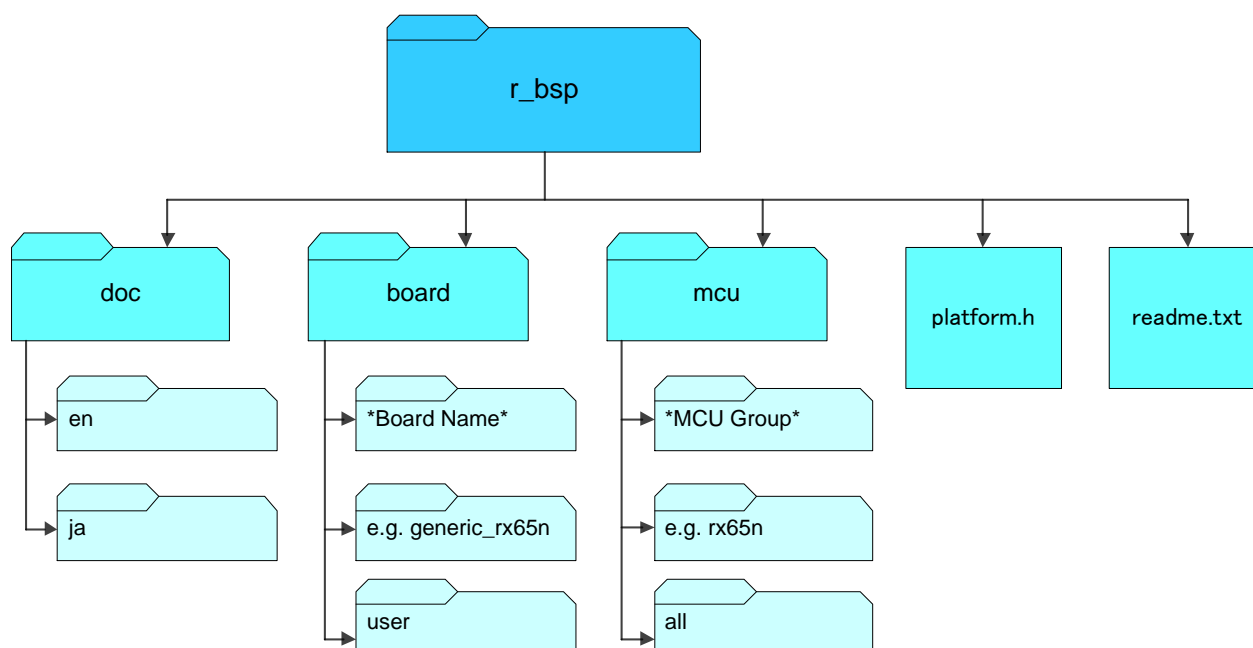 r_bsp
doc
board
mcu
platform.h
readme.txt
en
*Board Name*
*MCU Group*
ja
e.g. generic_rx65n
e.g. rx65n
user
all